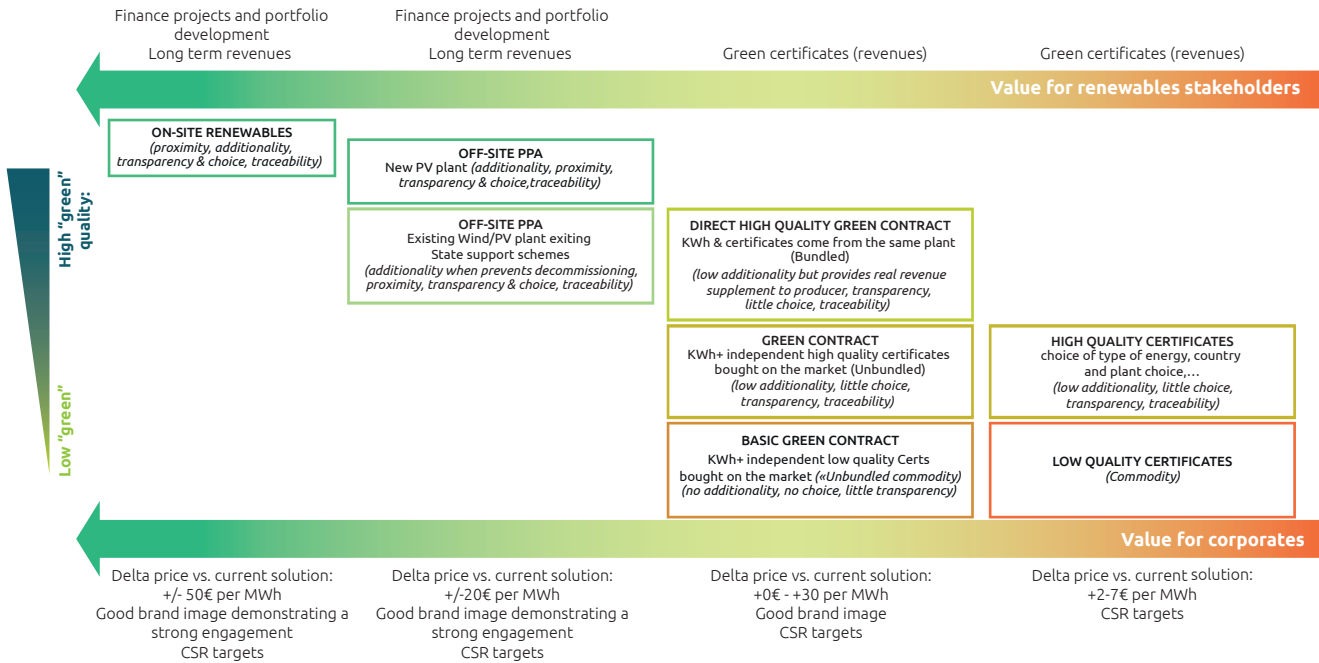 Finance projects and portfolio
development
Long term revenues
Finance projects and portfolio
development
Long term revenues
Green certificates (revenues)
Green certificates (revenues)
Value for renewables stakeholders
High “green”
quality:
Low “green”
ON-SITE RENEWABLES
(proximity, additionality,
transparency & choice, traceability)
OFF-SITE PPA
New PV plant (additionality, proximity,
transparency & choice,traceability)
OFF-SITE PPA
Existing Wind/PV plant exiting
State support schemes
(additionality when prevents decommissioning,
proximity, transparency & choice, traceability)
DIRECT HIGH QUALITY GREEN CONTRACT
KWh & certificates come from the same plant
(Bundled)
(low additionality but provides real revenue
supplement to producer, transparency,
little choice, traceability)
GREEN CONTRACT
KWh+ independent high quality certificates
bought on the market (Unbundled)
(low additionality, little choice,
transparency, traceability)
BASIC GREEN CONTRACT
KWh+ independent low quality Certs
bought on the market («Unbundled commodity)
(no additionality, no choice, little transparency)
HIGH QUALITY CERTIFICATES
choice of type of energy, country
and plant choice,...
(low additionality, little choice,
transparency, traceability)
LOW QUALITY CERTIFICATES
(Commodity)
Value for corporates
Delta price vs. current solution:
+/- 50€ per MWh
Good brand image demonstrating a
strong engagement
CSR targets
Delta price vs. current solution:
+/-20€ per MWh
Good brand image demonstrating a
strong engagement
CSR targets
Delta price vs. current solution:
+0€ - +30 per MWh
Good brand image
CSR targets
Delta price vs. current solution:
+2-7€ per MWh
CSR targets